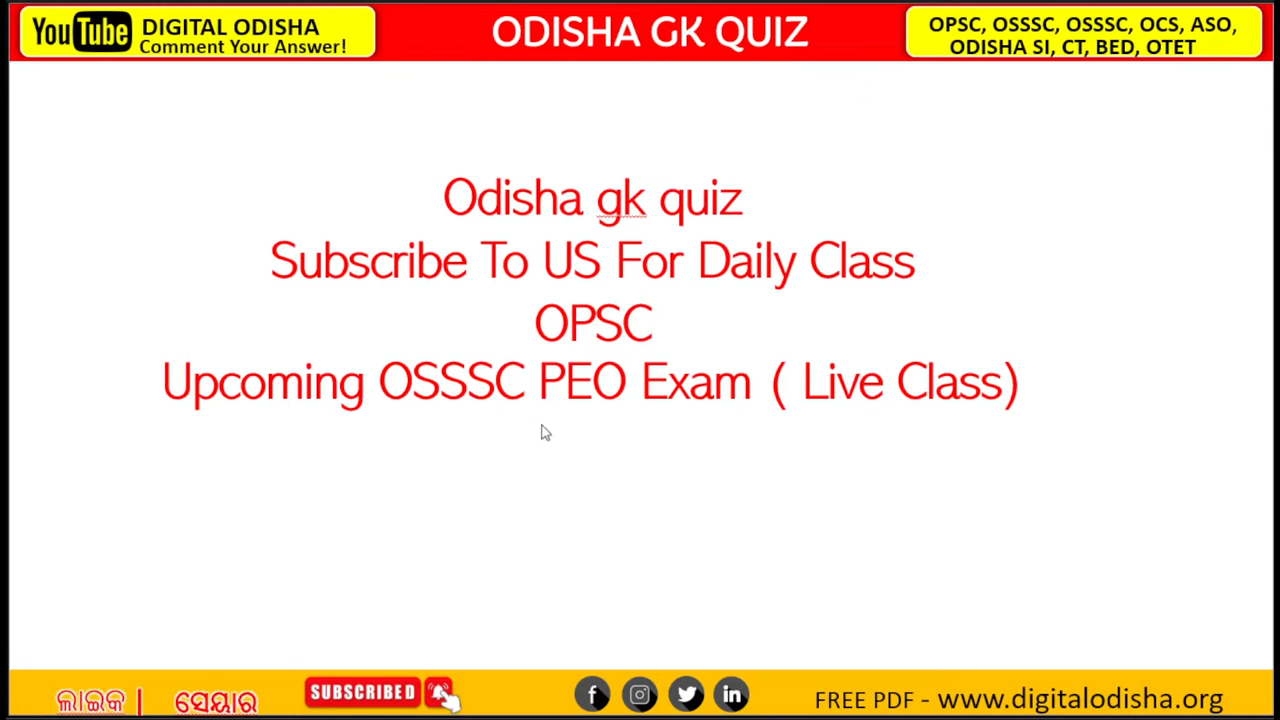 YouTube DIGITAL ODISHA
Comment Your Answer!
ODISHA GK QUIZ
OPSC, OSSSC, OSSSC, OCS, ASO,
ODISHA SI, CT, BED, OTET
Odisha gk quiz
Subscribe To US For Daily Class
OPSC
Upcoming OSSSC PEO Exam ( Live Class)
ଲାଇକ | ସେୟାର
SUBSCRIBED
FREE PDF - www.digitalodisha.org